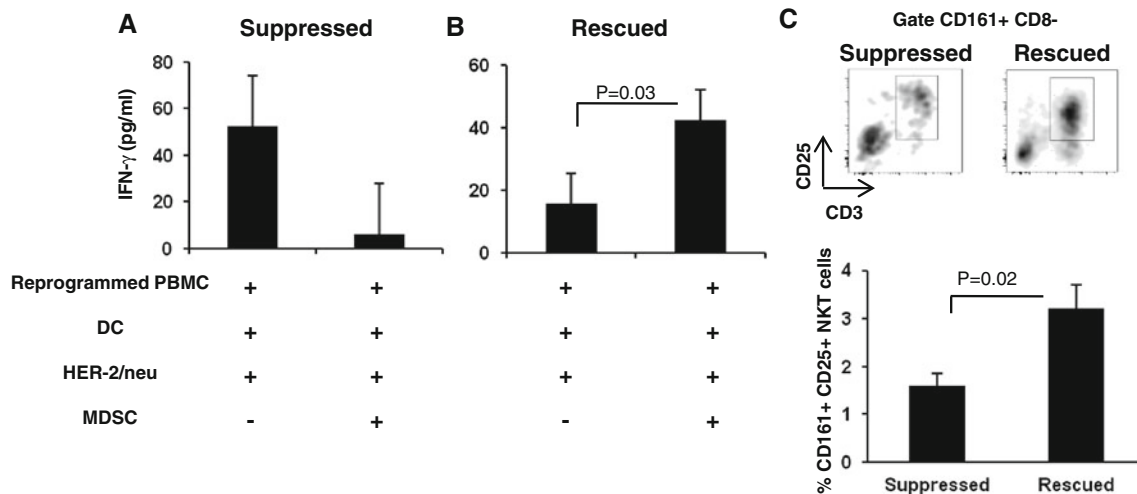 A
Suppressed
IFN-γ (pg/ml)
80
60
40
20
0
B
Rescued
60
40
20
0
P=0.03
Reprogrammed PBMC + + + +
DC + + + +
HER-2/neu + + + +
MDSC - + - +
C
Gate CD161+ CD8-
Suppressed Rescued
CD25
CD3
% CD161+ CD25+ NKT cells
4
3
2
1
0
P=0.02
Suppressed Rescued